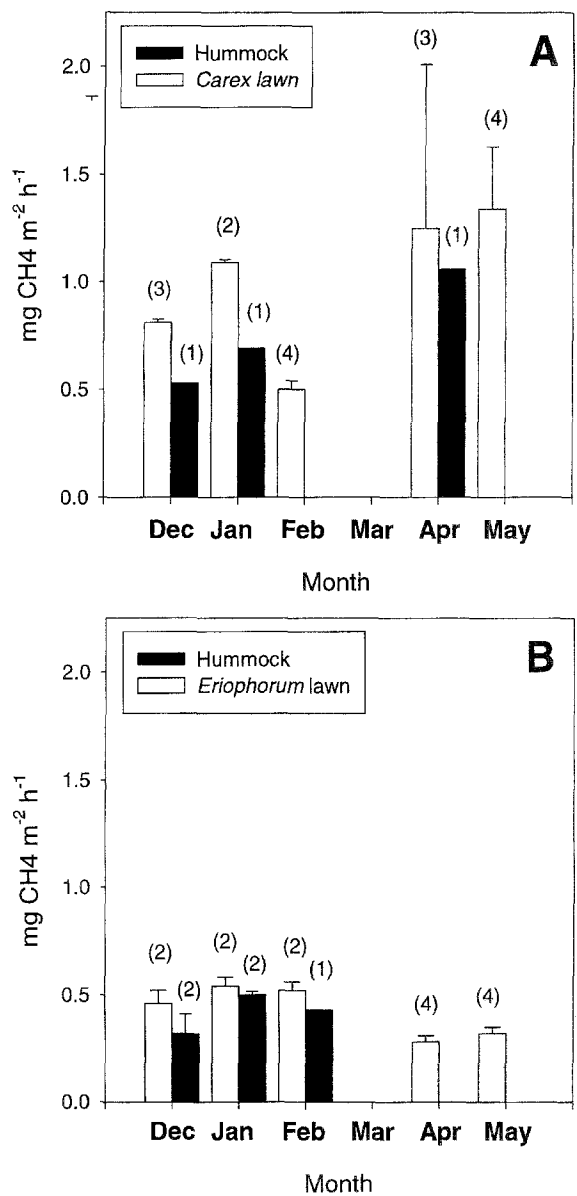 A
Hummock
Carex lawn
2.0
1.5
1.0
0.5
0.0
mg CH4 m-2 h-1
(3) (1) (2) (1) (4) (3) (1) (4)
Dec Jan Feb Mar Apr May
Month
B
Hummock
Eriophorum lawn
2.0
1.5
1.0
0.5
0.0
mg CH4 m-2 h-1
(2) (2) (2) (2) (2) (1) (4) (4)
Dec Jan Feb Mar Apr May
Month